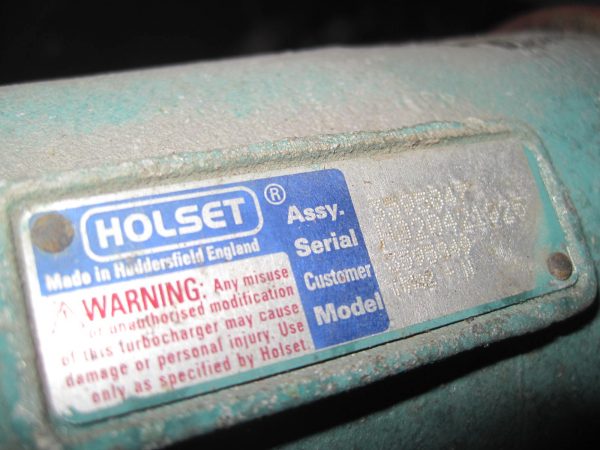 HOLSET ®
Made in Huddersfield England
WARNING: Any misuse
or unauthorised modification
of this turbocharger may cause
damage or personal injury. Use
only as specified by Holset.
Assy.
Serial
Customer
Model